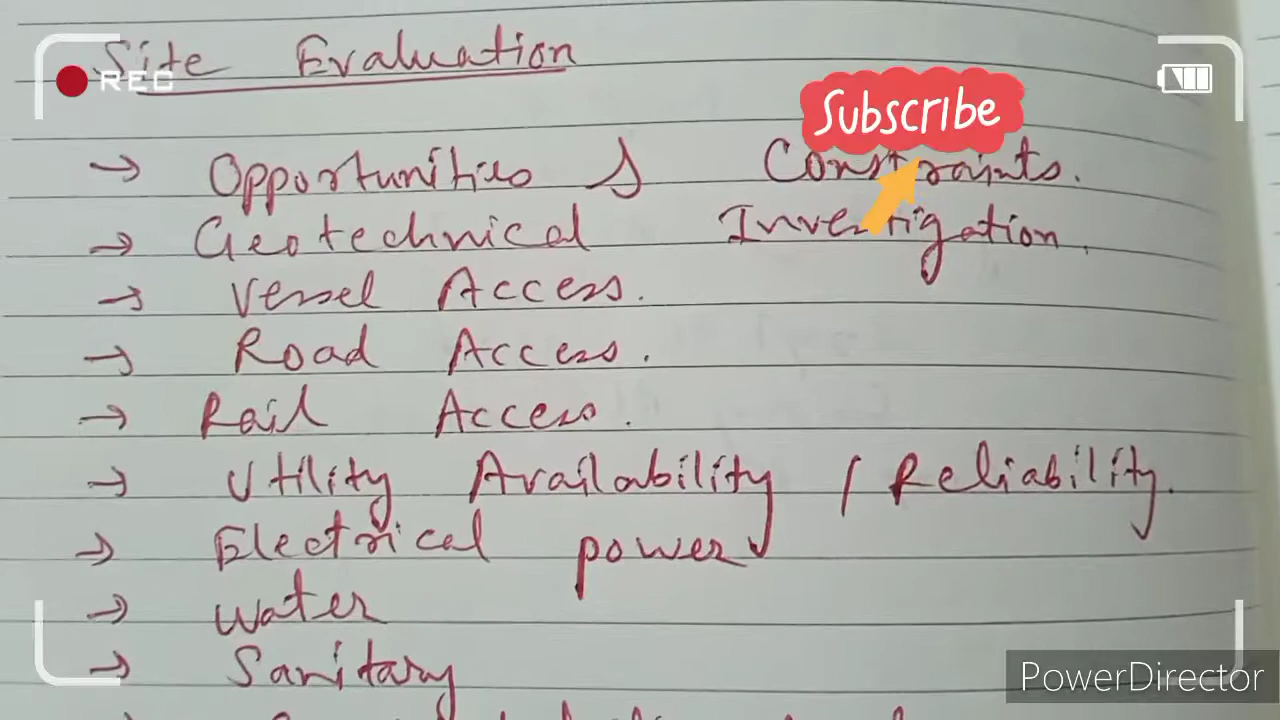 Site Evaluation
REC
Subscribe
→ Opportunities & Constraints.
→ Geotechnical Investigation.
→ Vessel Access.
→ Road Access.
→ Rail Access.
→ Utility Availability / Reliability.
→ Electrical power
→ Water
→ Sanitary
PowerDirector